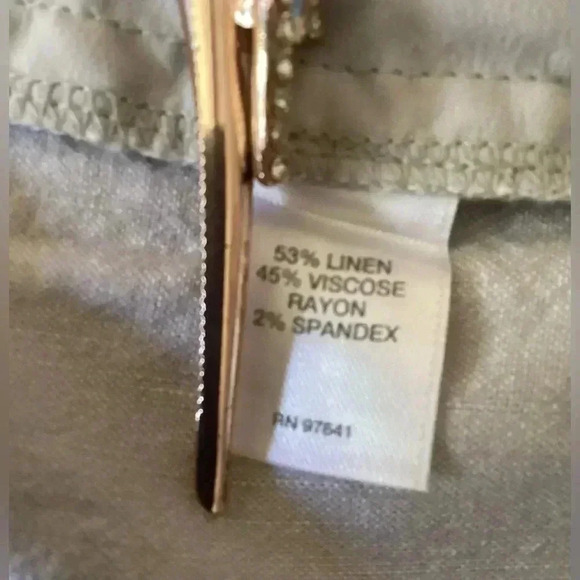 53% LINEN
45% VISCOSE
RAYON
2% SPANDEX
RN 97641